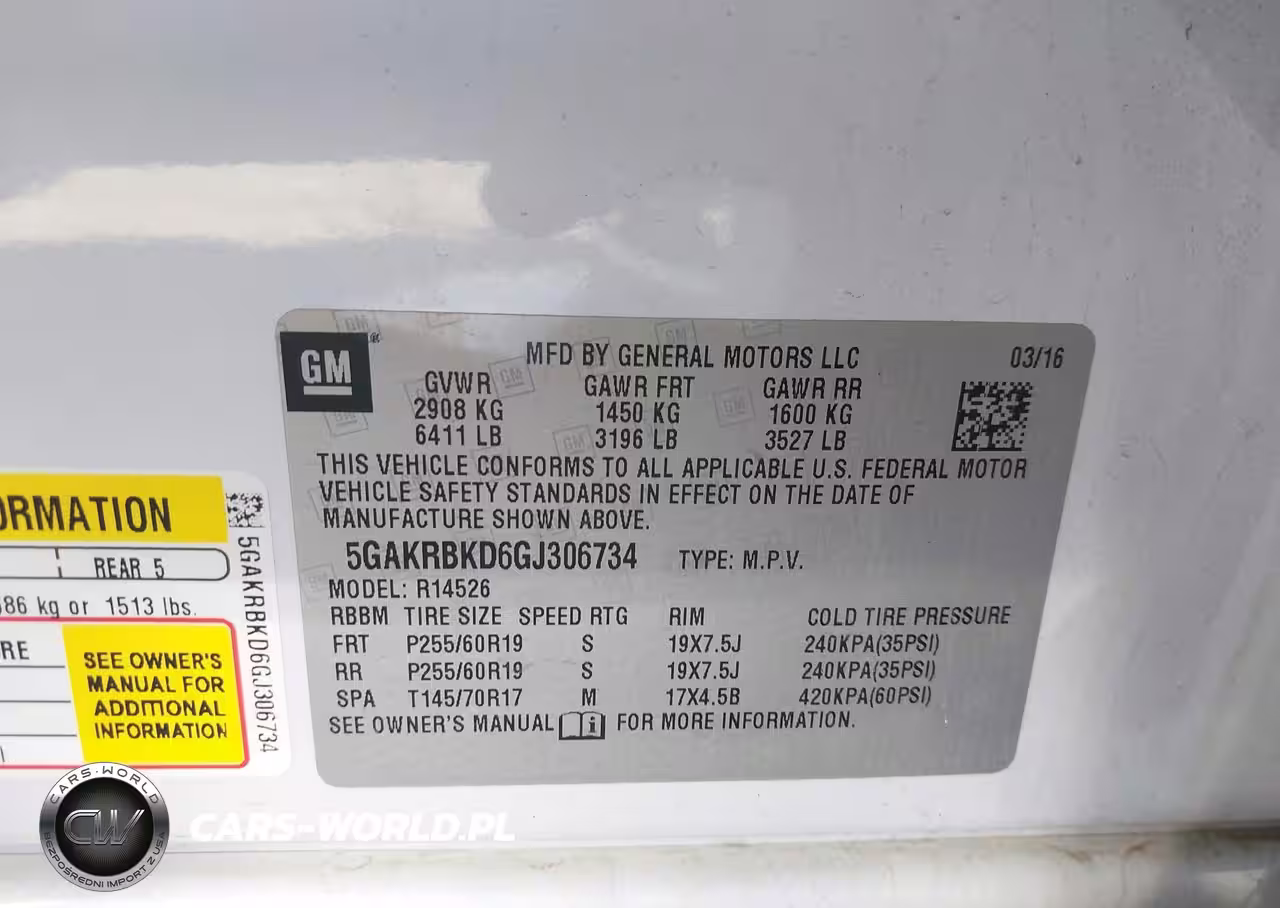 GM
MFD BY GENERAL MOTORS LLC 03/16
GVWR GAWR FRT GAWR RR
2908 KG 1450 KG 1600 KG
6411 LB 3196 LB 3527 LB
THIS VEHICLE CONFORMS TO ALL APPLICABLE U.S. FEDERAL MOTOR
VEHICLE SAFETY STANDARDS IN EFFECT ON THE DATE OF
MANUFACTURE SHOWN ABOVE.
5GAKRBKD6GJ306734 TYPE: M.P.V.
MODEL: R14526
RBBM TIRE SIZE SPEED RTG RIM COLD TIRE PRESSURE
FRT P255/60R19 S 19X7.5J 240KPA(35PSI)
RR P255/60R19 S 19X7.5J 240KPA(35PSI)
SPA T145/70R17 M 17X4.5B 420KPA(60PSI)
SEE OWNER'S MANUAL FOR MORE INFORMATION.
ORMATION
REAR 5
86 kg or 1513 lbs.
RE
SEE OWNER'S
MANUAL FOR
ADDITIONAL
INFORMATION
5GAKRBKD6GJ306734
CARS-WORLD
CW
BEZPOŚREDNI IMPORT Z USA
CARS-WORLD.PL